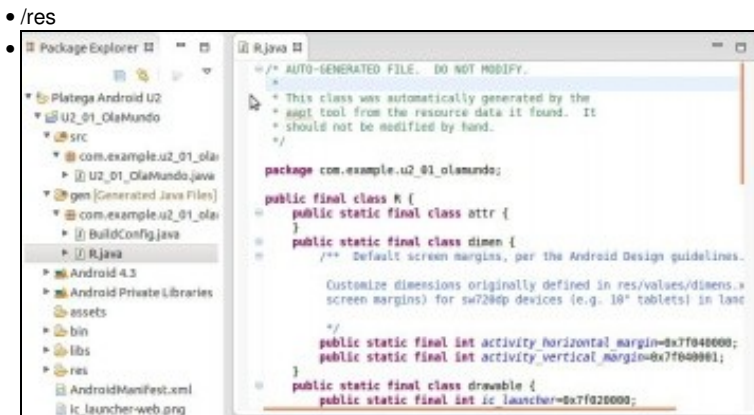 • /res
•
Package Explorer
Platega Android U2
U2_01_OlaMundo
src
com.example.u2_01_ola
U2_01_OlaMundo.java
gen [Generated Java Files]
com.example.u2_01_ola
BuildConfig.java
R.java
Android 4.3
Android Private Libraries
assets
bin
libs
res
AndroidManifest.xml
ic_launcher-web.png
R.java
/* AUTO-GENERATED FILE. DO NOT MODIFY.
*
* This class was automatically generated by the
* aapt tool from the resource data it found. It
* should not be modified by hand.
*/
package com.example.u2_01_olamundo;
public final class R {
public static final class attr {
}
public static final class dimen {
/** Default screen margins, per the Android Design guidelines.
Customize dimensions originally defined in res/values/dimens.x
screen margins) for sw720dp devices (e.g. 10" tablets) in land
*/
public static final int activity_horizontal_margin=0x7f040000;
public static final int activity_vertical_margin=0x7f040001;
}
public static final class drawable {
public static final int ic_launcher=0x7f020000;